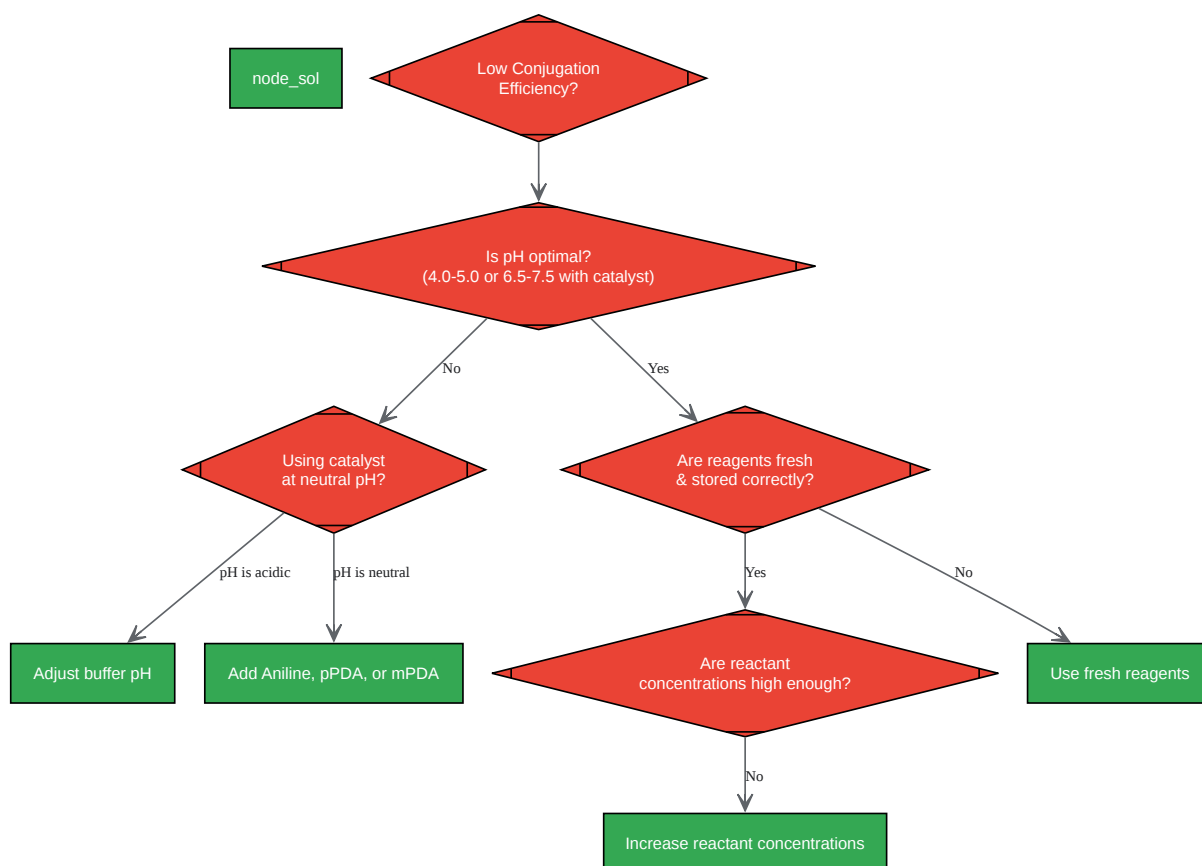 node_sol
Low Conjugation
Efficiency?
Is pH optimal?
(4.0-5.0 or 6.5-7.5 with catalyst)
No
Yes
Using catalyst
at neutral pH?
Are reagents fresh
& stored correctly?
pH is acidic
pH is neutral
Yes
No
Adjust buffer pH
Add Aniline, pPDA, or mPDA
Are reactant
concentrations high enough?
Use fresh reagents
No
Increase reactant concentrations